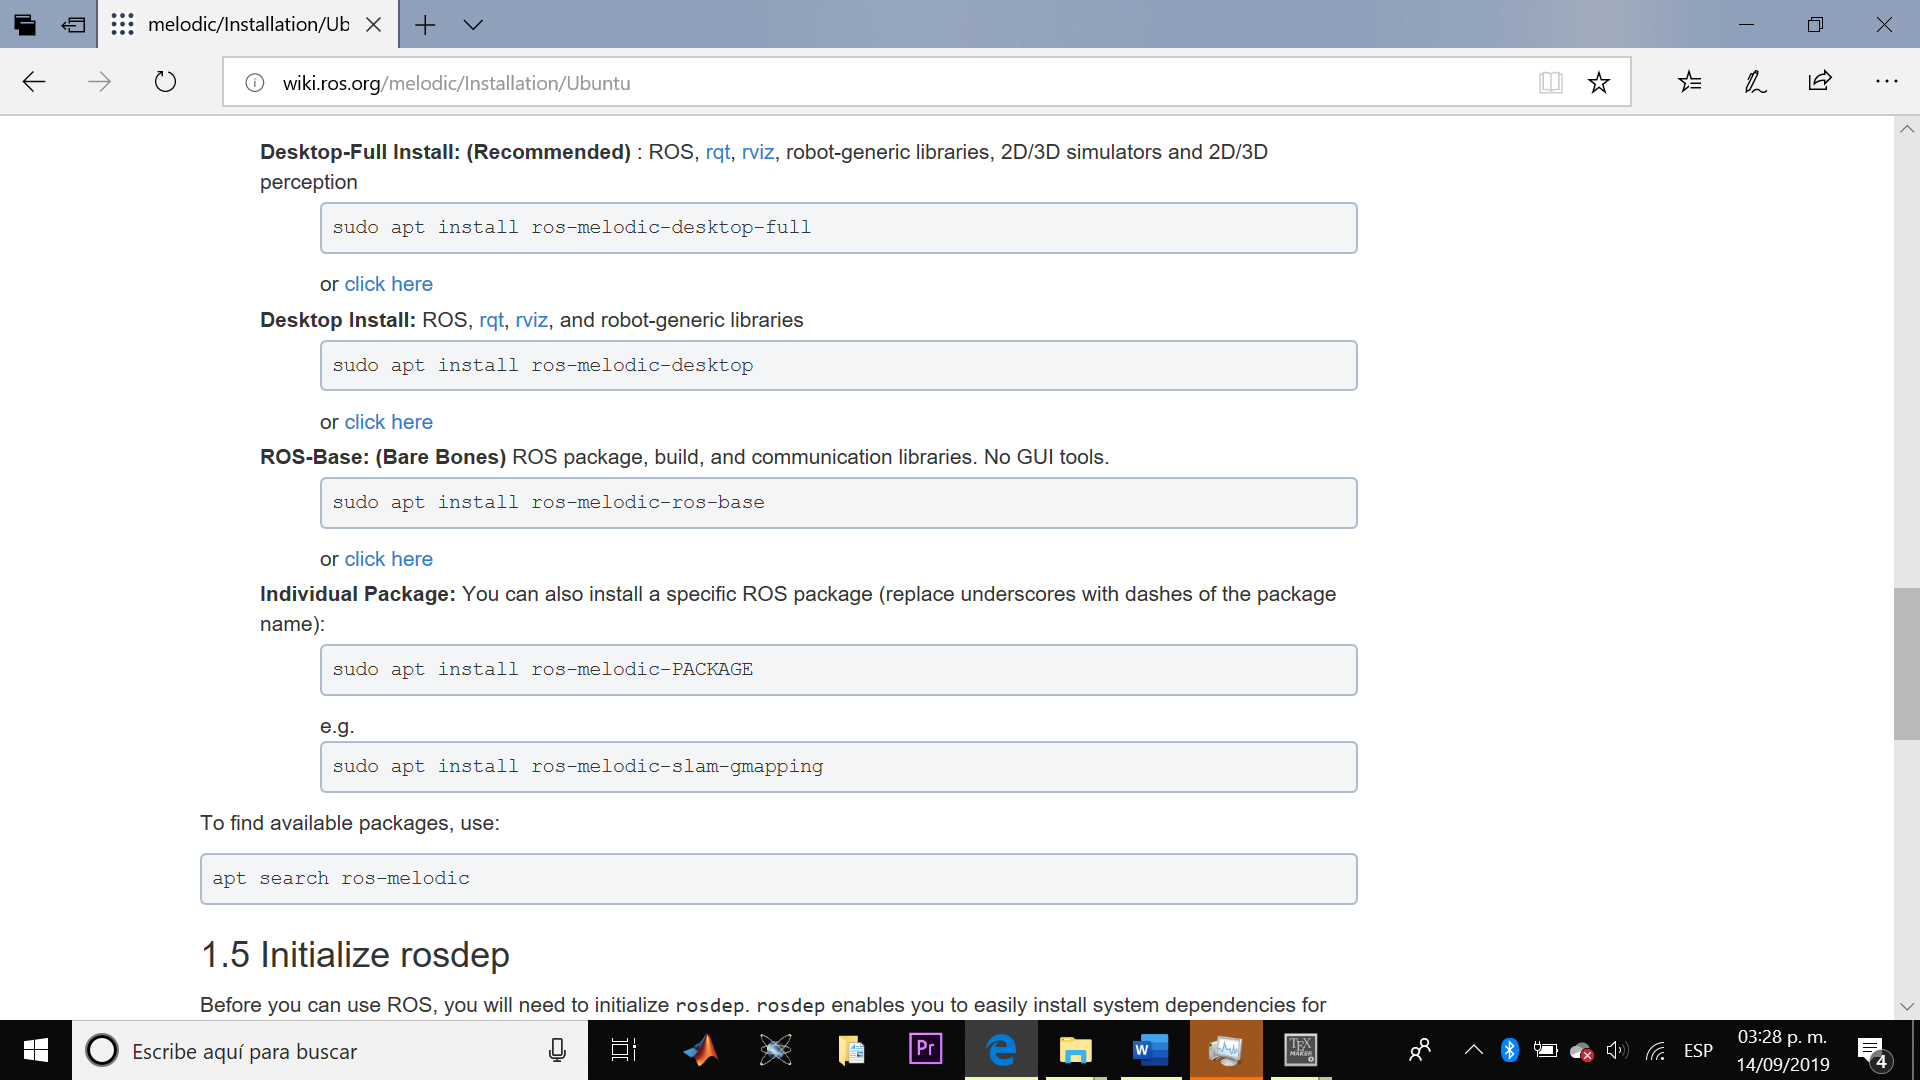 melodic/Installation/Ub
wiki.ros.org/melodic/Installation/Ubuntu
Desktop-Full Install: (Recommended) : ROS, rqt, rviz, robot-generic libraries, 2D/3D simulators and 2D/3D
perception
sudo apt install ros-melodic-desktop-full
or click here
Desktop Install: ROS, rqt, rviz, and robot-generic libraries
sudo apt install ros-melodic-desktop
or click here
ROS-Base: (Bare Bones) ROS package, build, and communication libraries. No GUI tools.
sudo apt install ros-melodic-ros-base
or click here
Individual Package: You can also install a specific ROS package (replace underscores with dashes of the package
name):
sudo apt install ros-melodic-PACKAGE
e.g.
sudo apt install ros-melodic-slam-gmapping
To find available packages, use:
apt search ros-melodic
1.5 Initialize rosdep
Before you can use ROS, you will need to initialize rosdep. rosdep enables you to easily install system dependencies for
Escribe aquí para buscar
Pr
W
TEX
MAKER
ESP
03:28 p. m.
14/09/2019
4